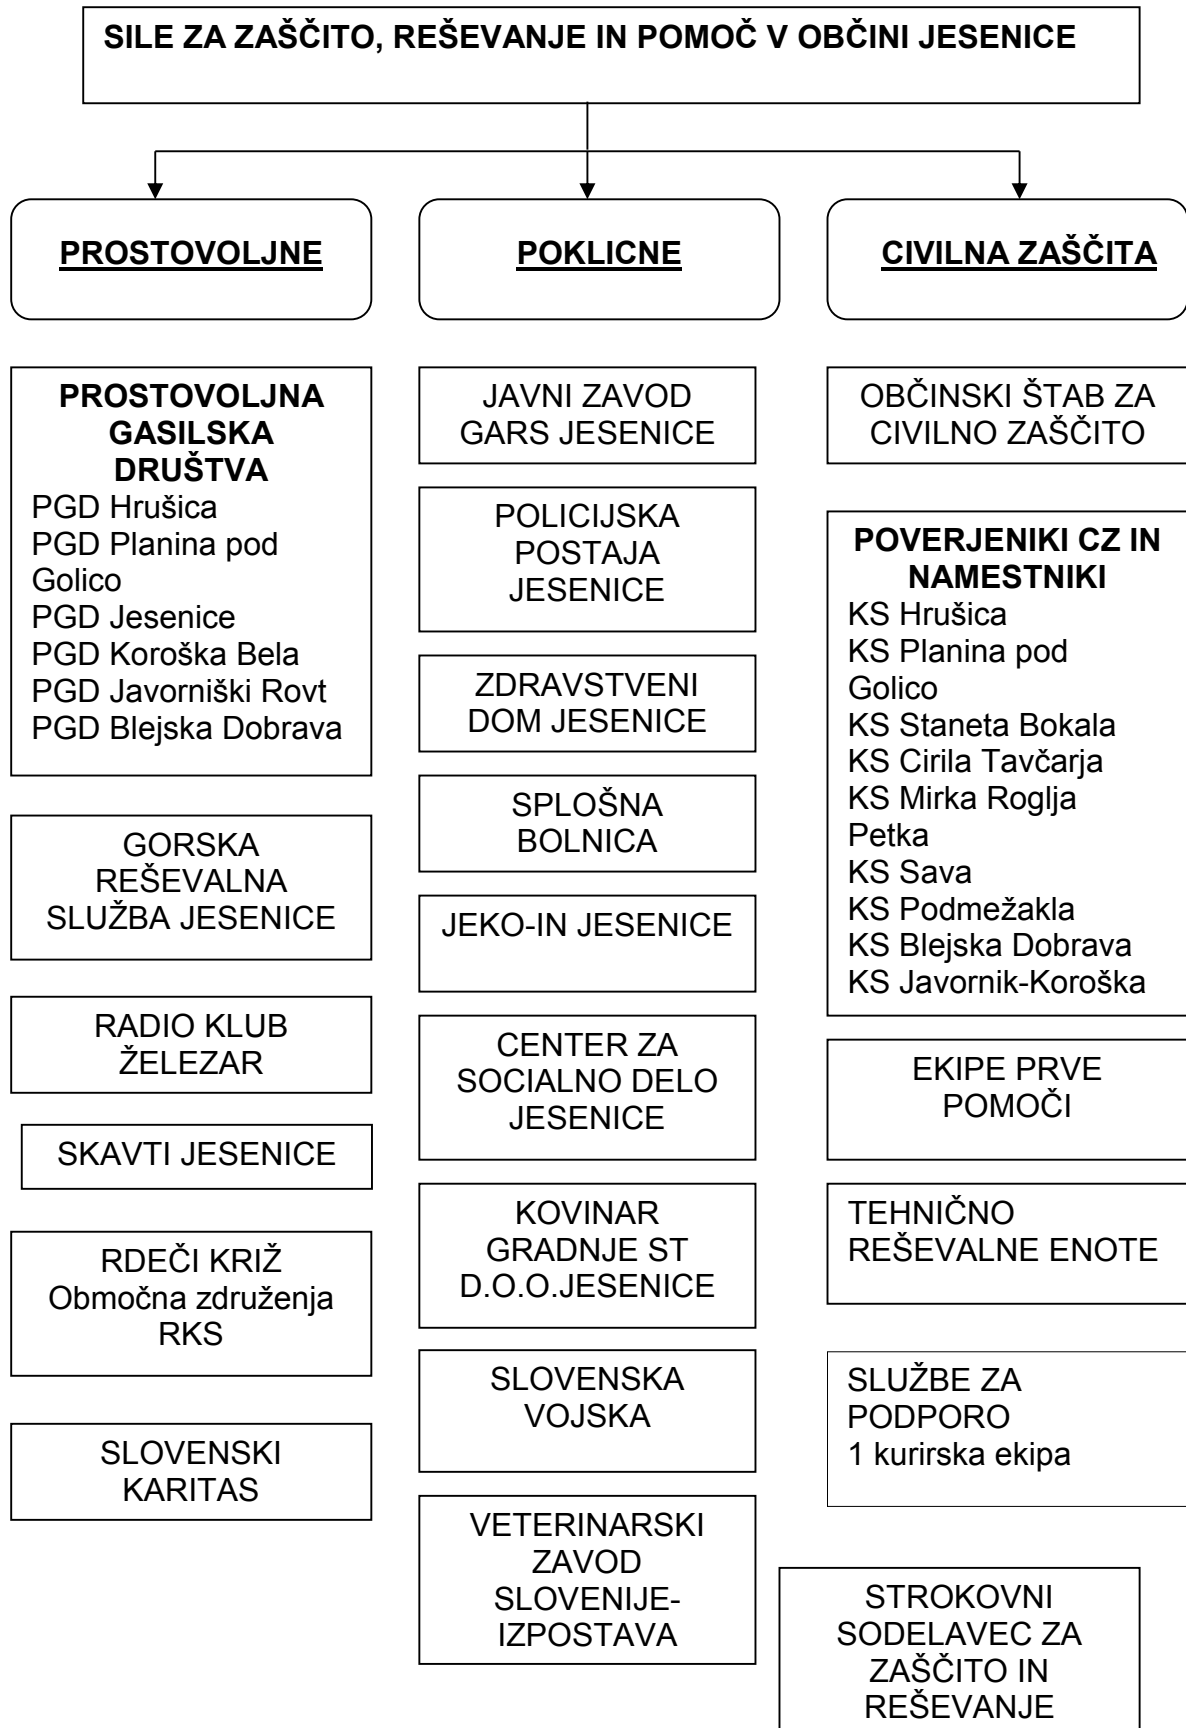 SILE ZA ZAŠČITO, REŠEVANJE IN POMOČ V OBČINI JESENICE
PROSTOVOLJNE
POKLICNE
CIVILNA ZAŠČITA
PROSTOVOLJNA
GASILSKA
DRUŠTVA
PGD Hrušica
PGD Planina pod
Golico
PGD Jesenice
PGD Koroška Bela
PGD Javorniški Rovt
PGD Blejska Dobrava
GORSKA
REŠEVALNA
SLUŽBA JESENICE
RADIO KLUB
ŽELEZAR
SKAVTI JESENICE
RDEČI KRIŽ
Območna združenja
RKS
SLOVENSKI
KARITAS
JAVNI ZAVOD
GARS JESENICE
POLICIJSKA
POSTAJA
JESENICE
ZDRAVSTVENI
DOM JESENICE
SPLOŠNA
BOLNICA
JEKO-IN JESENICE
CENTER ZA
SOCIALNO DELO
JESENICE
KOVINAR
GRADNJE ST
D.O.O.JESENICE
SLOVENSKA
VOJSKA
VETERINARSKI
ZAVOD
SLOVENIJE-
IZPOSTAVA
OBČINSKI ŠTAB ZA
CIVILNO ZAŠČITO
POVERJENIKI CZ IN
NAMESTNIKI
KS Hrušica
KS Planina pod
Golico
KS Staneta Bokala
KS Cirila Tavčarja
KS Mirka Roglja
Petka
KS Sava
KS Podmežakla
KS Blejska Dobrava
KS Javornik-Koroška
EKIPE PRVE
POMOČI
TEHNIČNO
REŠEVALNE ENOTE
SLUŽBE ZA
PODPORO
1 kurirska ekipa
STROKOVNI
SODELAVEC ZA
ZAŠČITO IN
REŠEVANJE